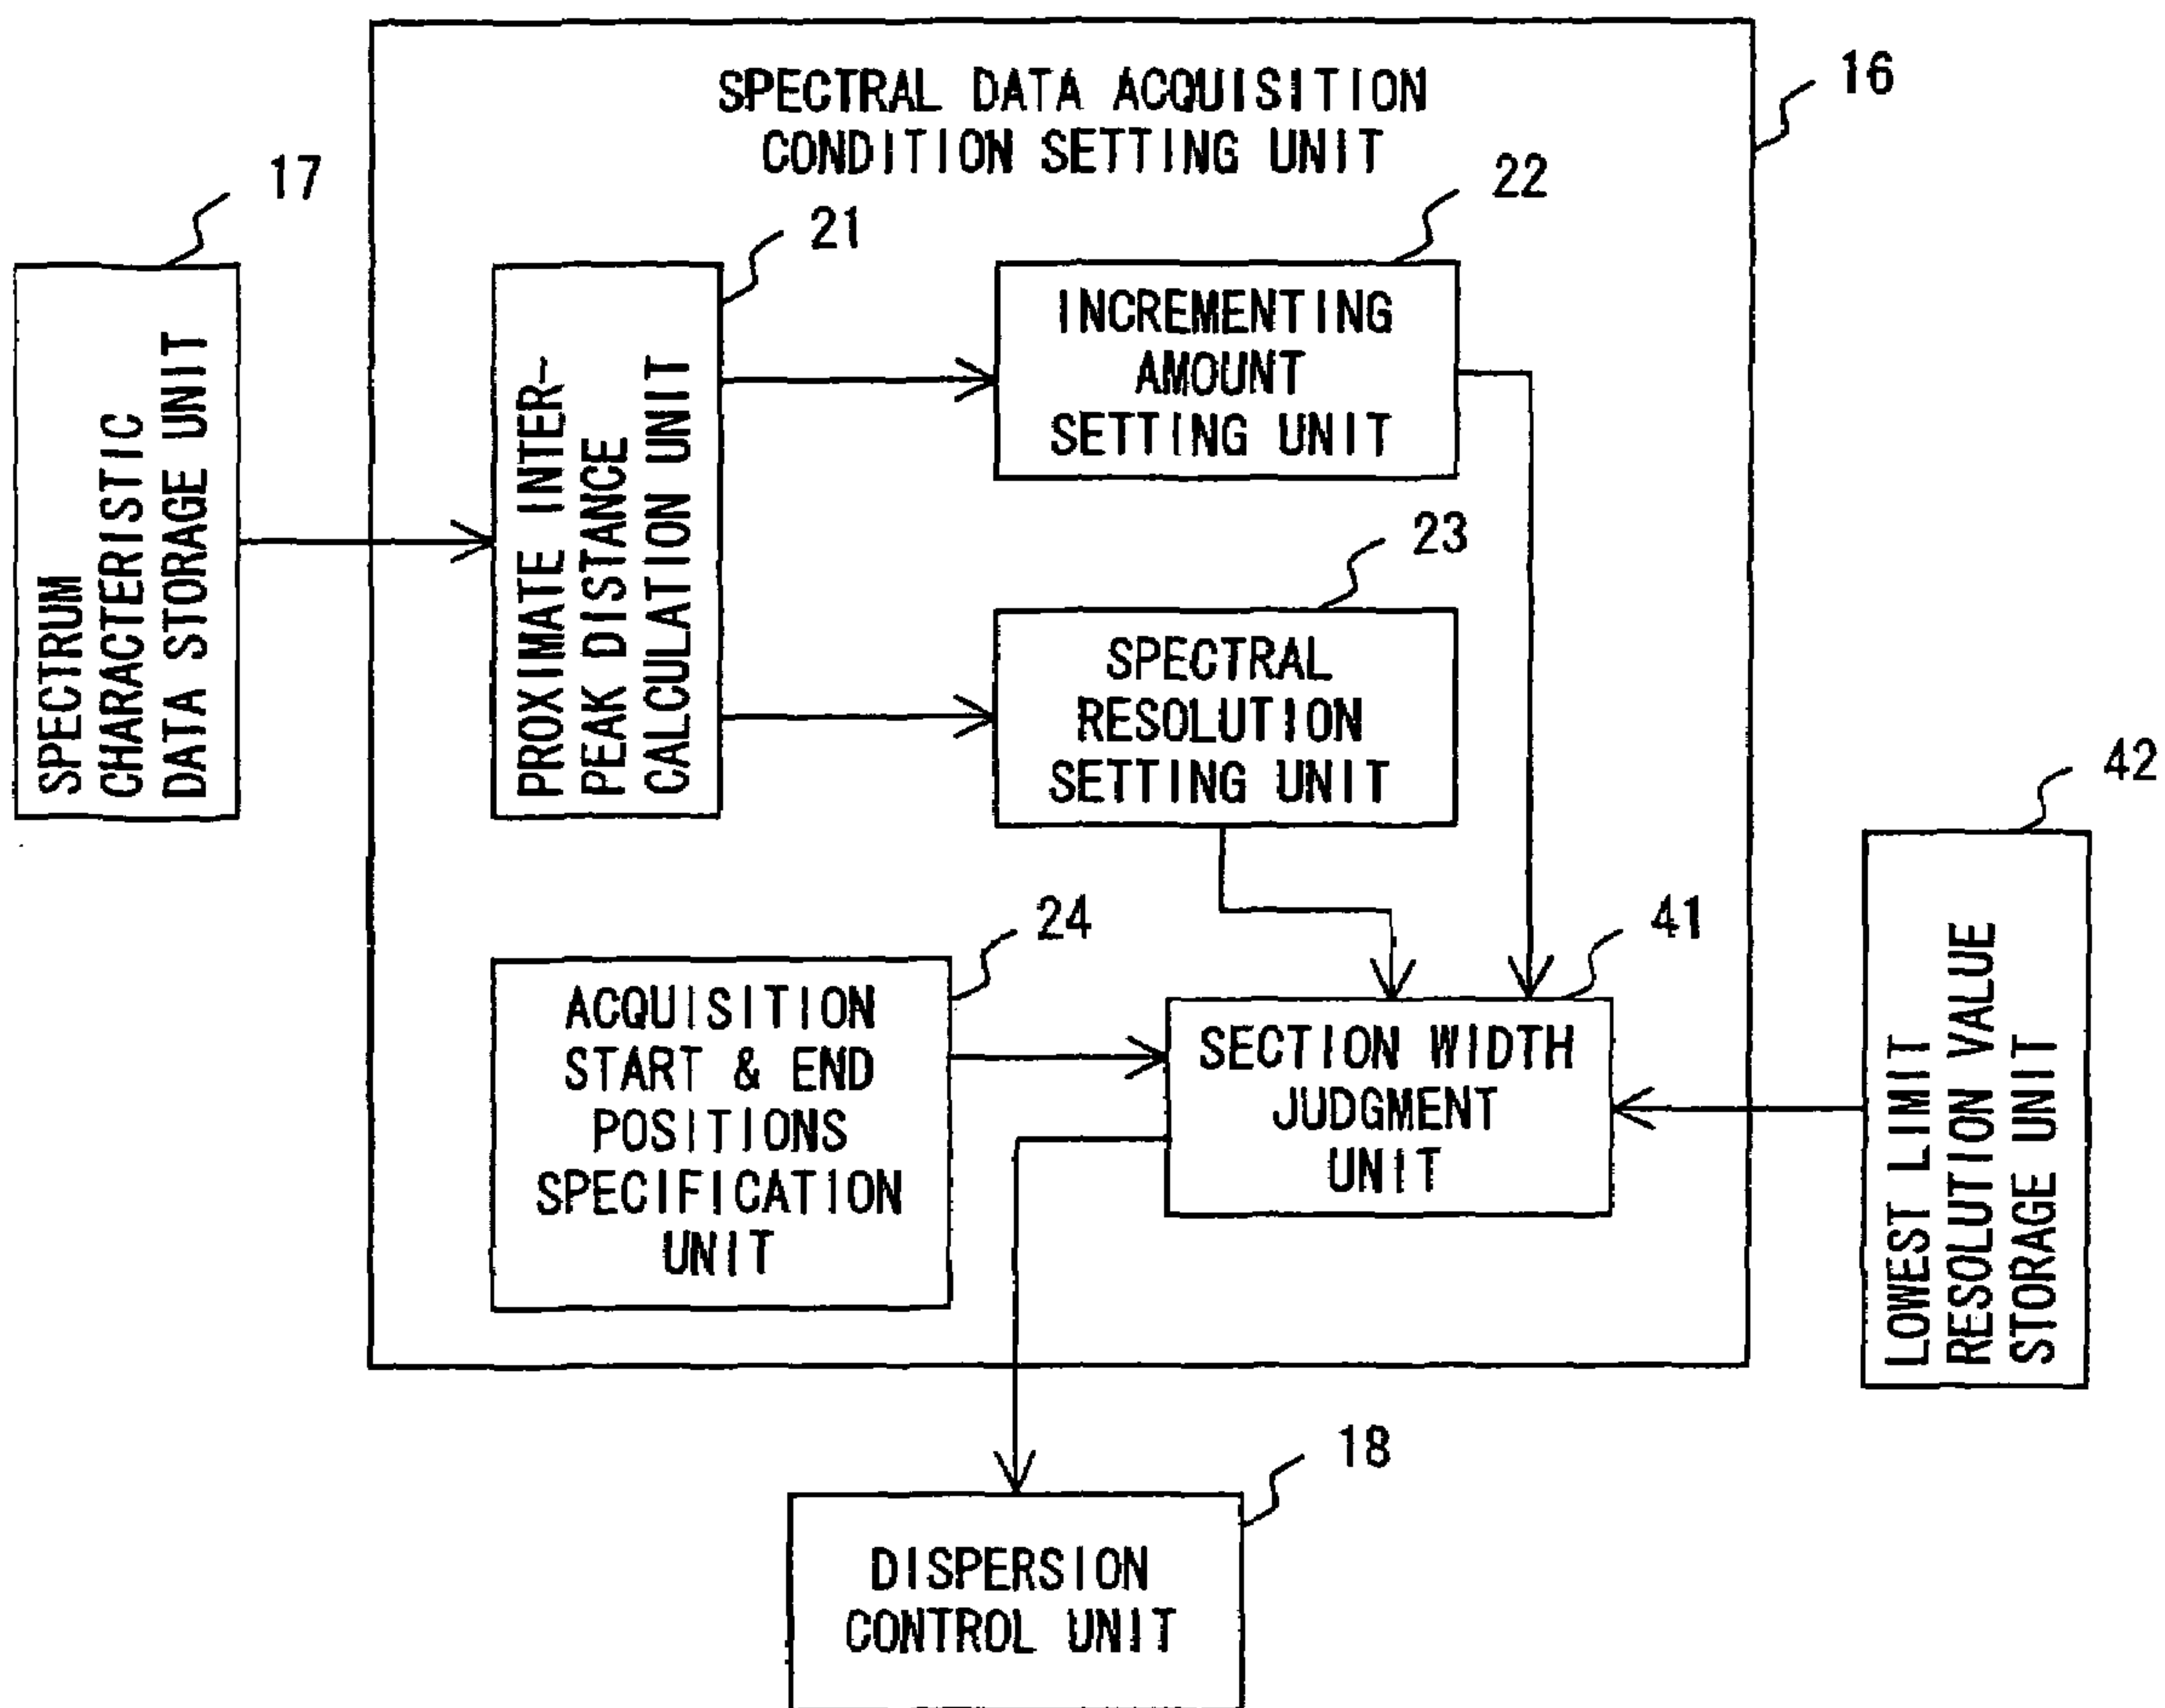 SPECTRAL DATA ACQUISITION
CONDITION SETTING UNIT
16
17
SPECTRUM
CHARACTERISTIC
DATA STORAGE UNIT
21
PROXIMATE INTER-
PEAK DISTANCE
CALCULATION UNIT
22
INCREMENTING
AMOUNT
SETTING UNIT
23
SPECTRAL
RESOLUTION
SETTING UNIT
24
ACQUISITION
START & END
POSITIONS
SPECIFICATION
UNIT
41
SECTION WIDTH
JUDGMENT
UNIT
42
LOWEST LIMIT
RESOLUTION VALUE
STORAGE UNIT
18
DISPERSION
CONTROL UNIT